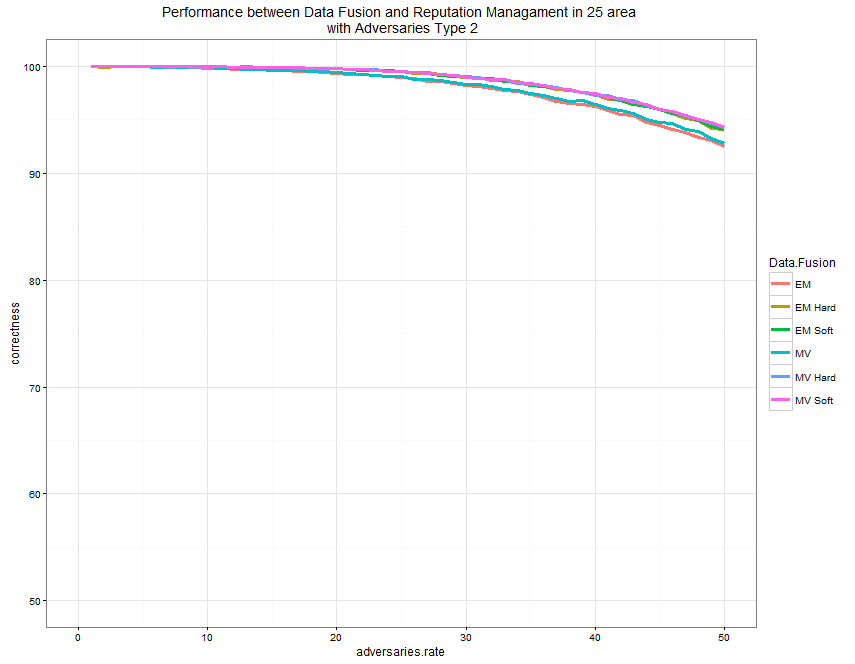 Performance between Data Fusion and Reputation Managament in 25 area
with Adversaries Type 2
100
90
80
70
60
50
correctness
0 10 20 30 40 50
adversaries.rate
Data.Fusion
EM
EM Hard
EM Soft
MV
MV Hard
MV Soft